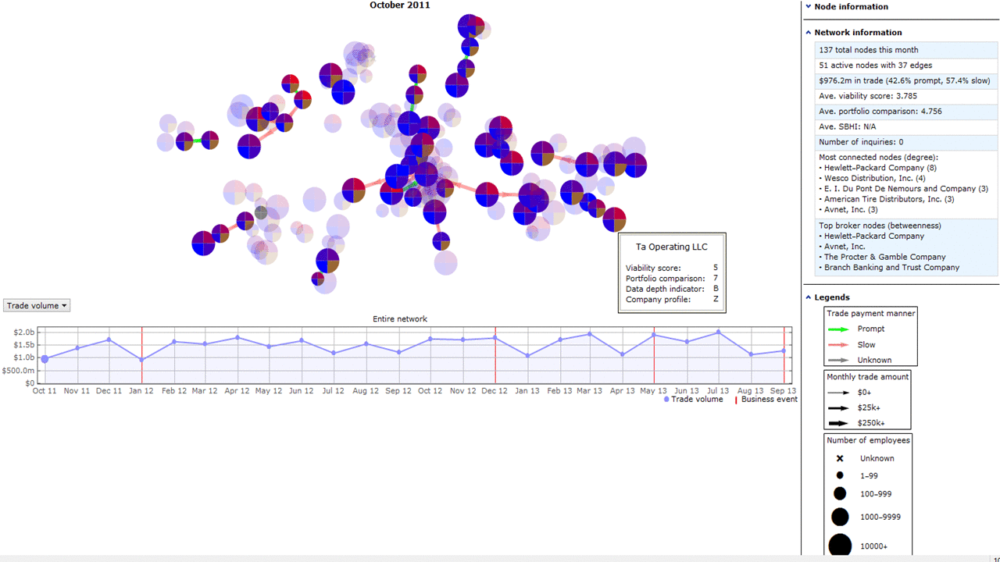 October 2011
Ta Operating LLC
Viability score: 5
Portfolio comparison: 7
Data depth indicator: B
Company profile: Z
Trade volume
Entire network
$2.0b
$1.5b
$1.0b
$500.0m
$0
Oct 11 Nov 11 Dec 11 Jan 12 Feb 12 Mar 12 Apr 12 May 12 Jun 12 Jul 12 Aug 12 Sep 12 Oct 12 Nov 12 Dec 12 Jan 13 Feb 13 Mar 13 Apr 13 May 13 Jun 13 Jul 13 Aug 13 Sep 13
Trade volume Business event
Node information
Network information
137 total nodes this month
51 active nodes with 37 edges
$976.2m in trade (42.6% prompt, 57.4% slow)
Ave. viability score: 3.785
Ave. portfolio comparison: 4.756
Ave. SBHI: N/A
Number of inquiries: 0
Most connected nodes (degree):
• Hewlett-Packard Company (8)
• Wesco Distribution, Inc. (4)
• E. I. Du Pont De Nemours and Company (3)
• American Tire Distributors, Inc. (3)
• Avnet, Inc. (3)
Top broker nodes (betweenness)
• Hewlett-Packard Company
• Avnet, Inc.
• The Procter & Gamble Company
• Branch Banking and Trust Company
Legends
Trade payment manner
Prompt
Slow
Unknown
Monthly trade amount
$0+
$25k+
$250k+
Number of employees
Unknown
1-99
100-999
1000-9999
10000+